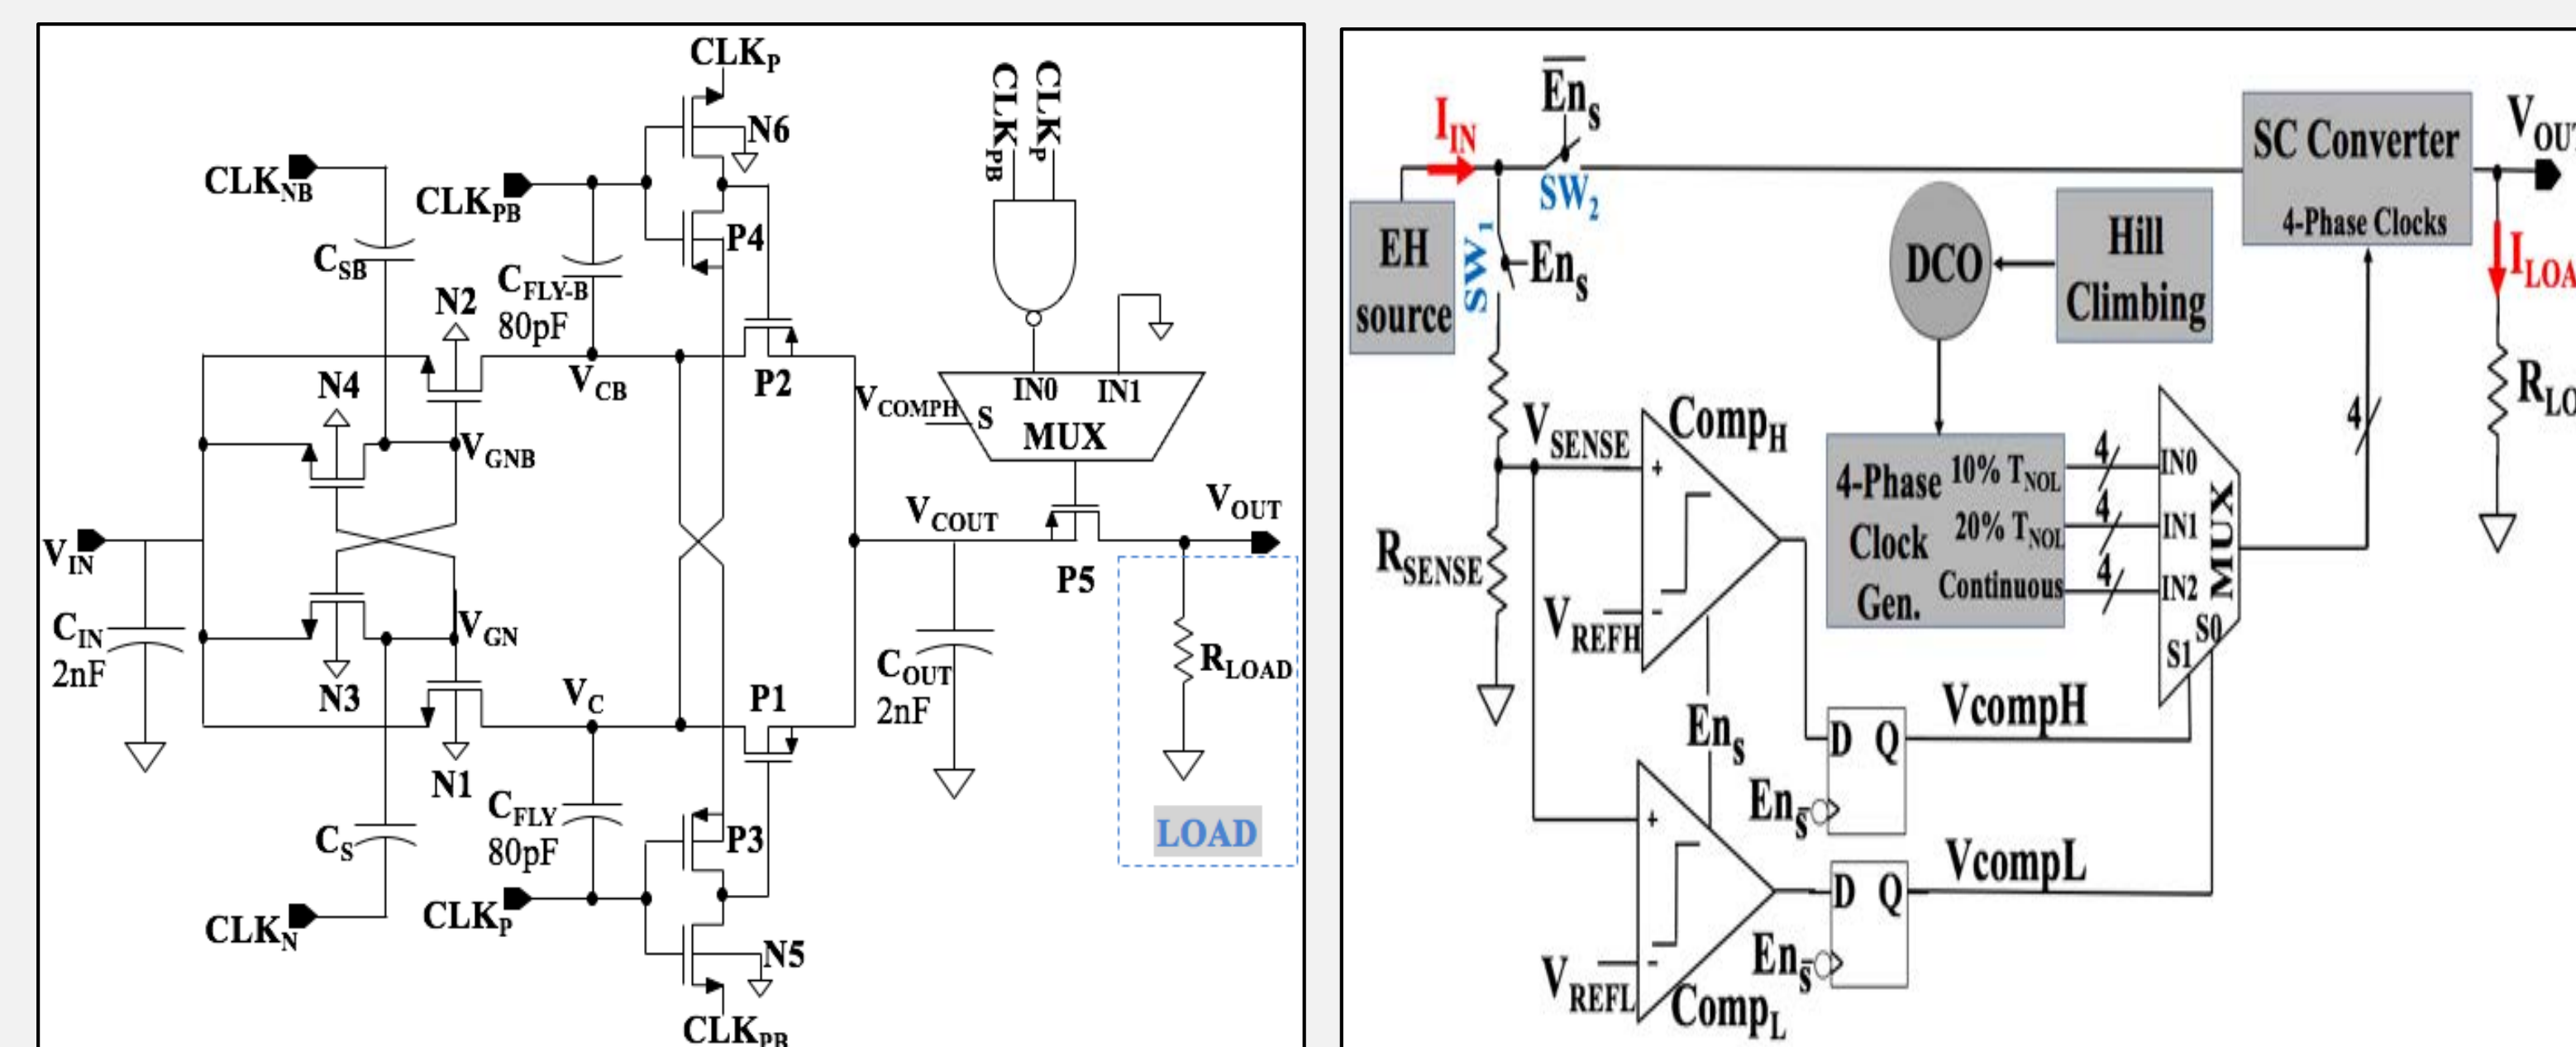 CLKP
CLKPB
CLKP
N6
CLKNB
CLKPB
P4
CSB
CFLY-B
80pF
N2
N4
VCB
P2
VCOMPH
S
IN0
IN1
MUX
VGNB
VIN
VCOUT
VOUT
P5
CIN
2nF
VGN
N3
VC
P1
COUT
2nF
RLOAD
N1
CFLY
80pF
P3
CS
LOAD
CLKN
CLKP
N5
CLKPB
Ens
IIN
SW2
SC Converter
4-Phase Clocks
EH
source
SW1
Ens
DCO
Hill
Climbing
VSENSE
CompH
4-Phase
Clock
Gen.
10% TNOL
20% TNOL
Continuous
4
4
4
4
IN0
IN1
IN2
MUX
S0
S1
RSENSE
VREFH
Ens
D Q
VcompH
Ens
D Q
VcompL
Ens
VREFL
CompL